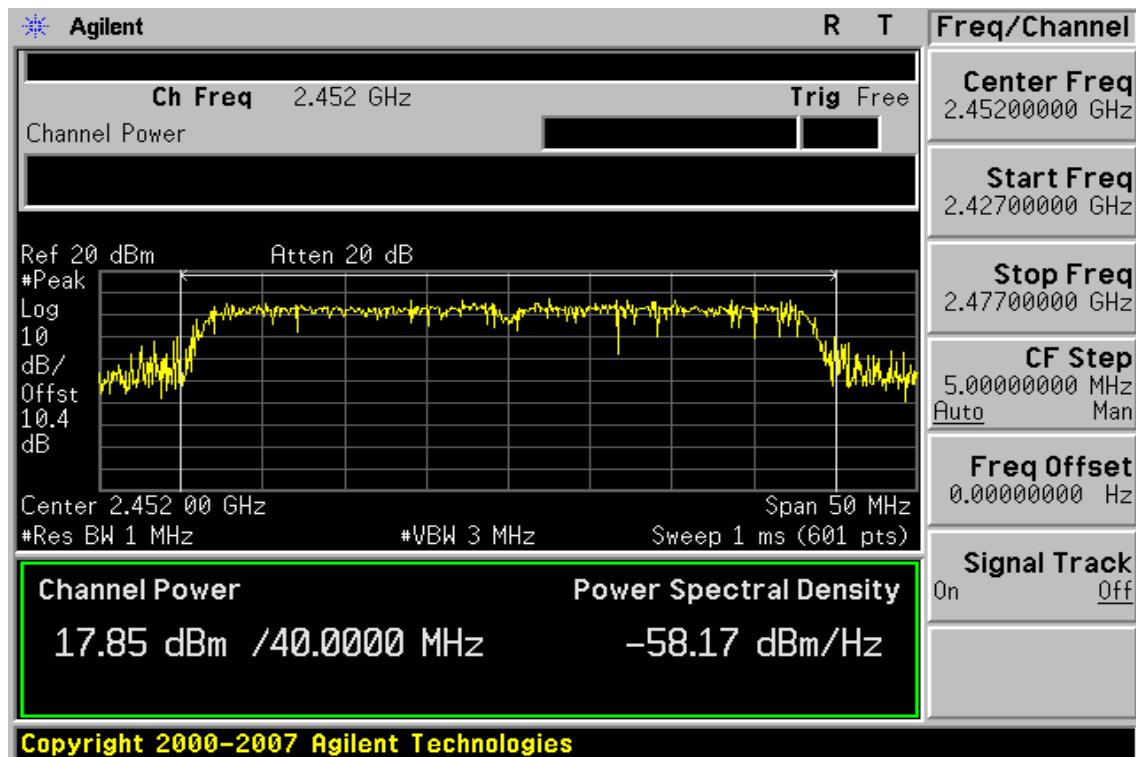 Agilent R T
Ch Freq 2.452 GHz Trig Free
Channel Power
Ref 20 dBm Atten 20 dB
#Peak
Log
10
dB/
Offst
10.4
dB
Center 2.452 00 GHz Span 50 MHz
#Res BW 1 MHz #VBW 3 MHz Sweep 1 ms (601 pts)
Channel Power Power Spectral Density
17.85 dBm /40.0000 MHz -58.17 dBm/Hz
Copyright 2000-2007 Agilent Technologies
Freq/Channel
Center Freq
2.45200000 GHz
Start Freq
2.42700000 GHz
Stop Freq
2.47700000 GHz
CF Step
5.00000000 MHz
Auto Man
Freq Offset
0.00000000 Hz
Signal Track
On Off